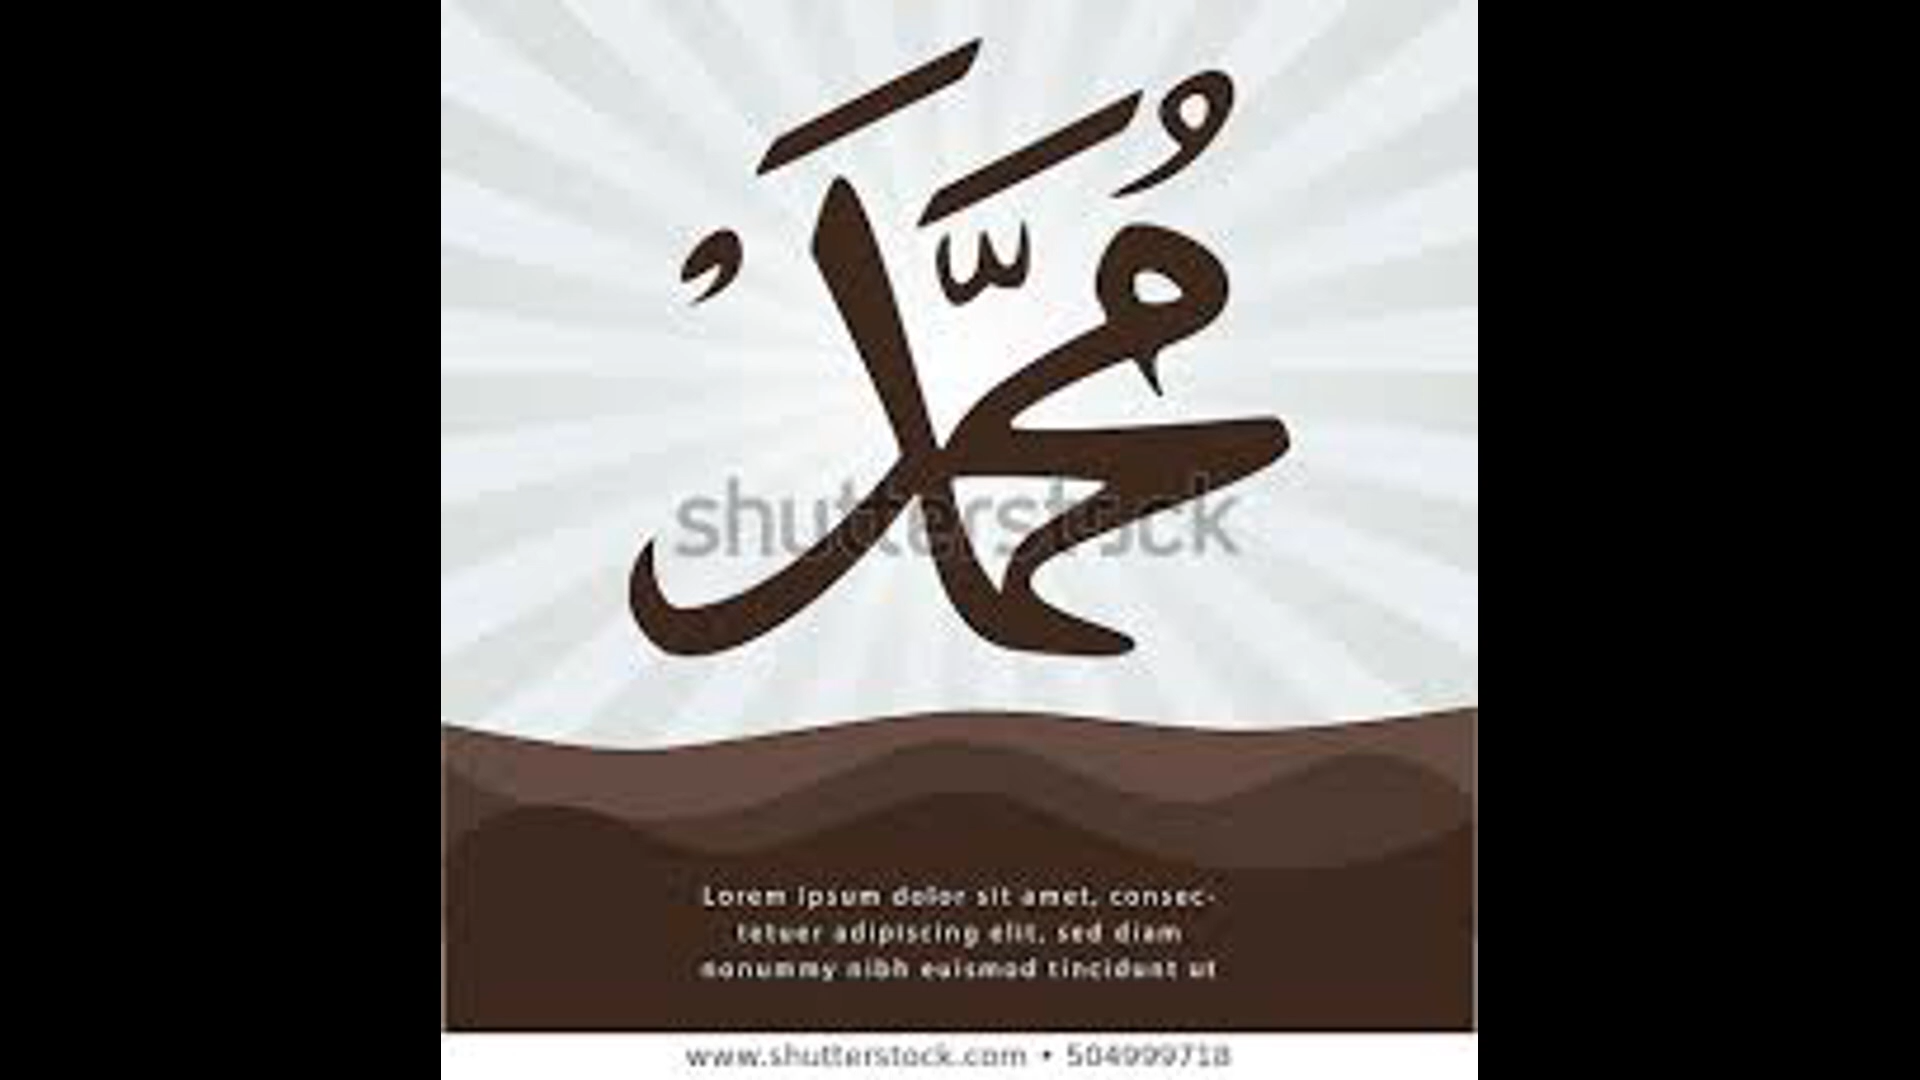 مُحَمَّدْ
shutterstock
Lorem ipsum dolor sit amet, consec-
tetuer adipiscing elit, sed diam
nonummy nibh euismod tincidunt ut
www.shutterstock.com • 504999718